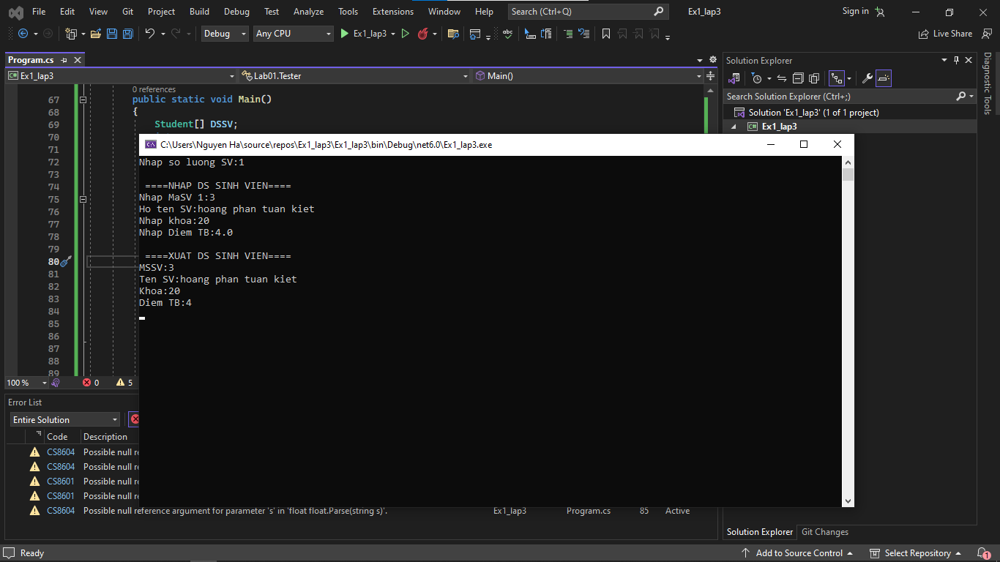 File Edit View Git Project Build Debug Test Analyze Tools Extensions Window Help Search (Ctrl+Q) Ex1_lap3 Sign in
Debug Any CPU Ex1_lap3 Live Share
Program.cs
Ex1_lap3 Lab01.Tester Main()
0 references
67 public static void Main()
68 {
69 Student[] DSSV;
70
71
72
73
74
75
76
77
78
79
80
81
82
83
84
85
86
87
88
89
C:\Users\Nguyen Ha\source\repos\Ex1_lap3\Ex1_lap3\bin\Debug\net6.0\Ex1_lap3.exe
Nhap so luong SV:1
====NHAP DS SINH VIEN====
Nhap MaSV 1:3
Ho ten SV:hoang phan tuan kiet
Nhap khoa:20
Nhap Diem TB:4.0
====XUAT DS SINH VIEN====
MSSV:3
Ten SV:hoang phan tuan kiet
Khoa:20
Diem TB:4
100 % 0 5
Error List
Entire Solution
Code Description
CS8604 Possible null
CS8604 Possible null
CS8601 Possible null
CS8601 Possible null
CS8604 Possible null reference argument for parameter 's' in 'float float.Parse(string s)'. Ex1_lap3 Program.cs 85 Active
Solution Explorer
Search Solution Explorer (Ctrl+;)
Solution 'Ex1_lap3' (1 of 1 project)
Ex1_lap3
Diagnostic Tools
Solution Explorer Git Changes
Ready Add to Source Control Select Repository 1